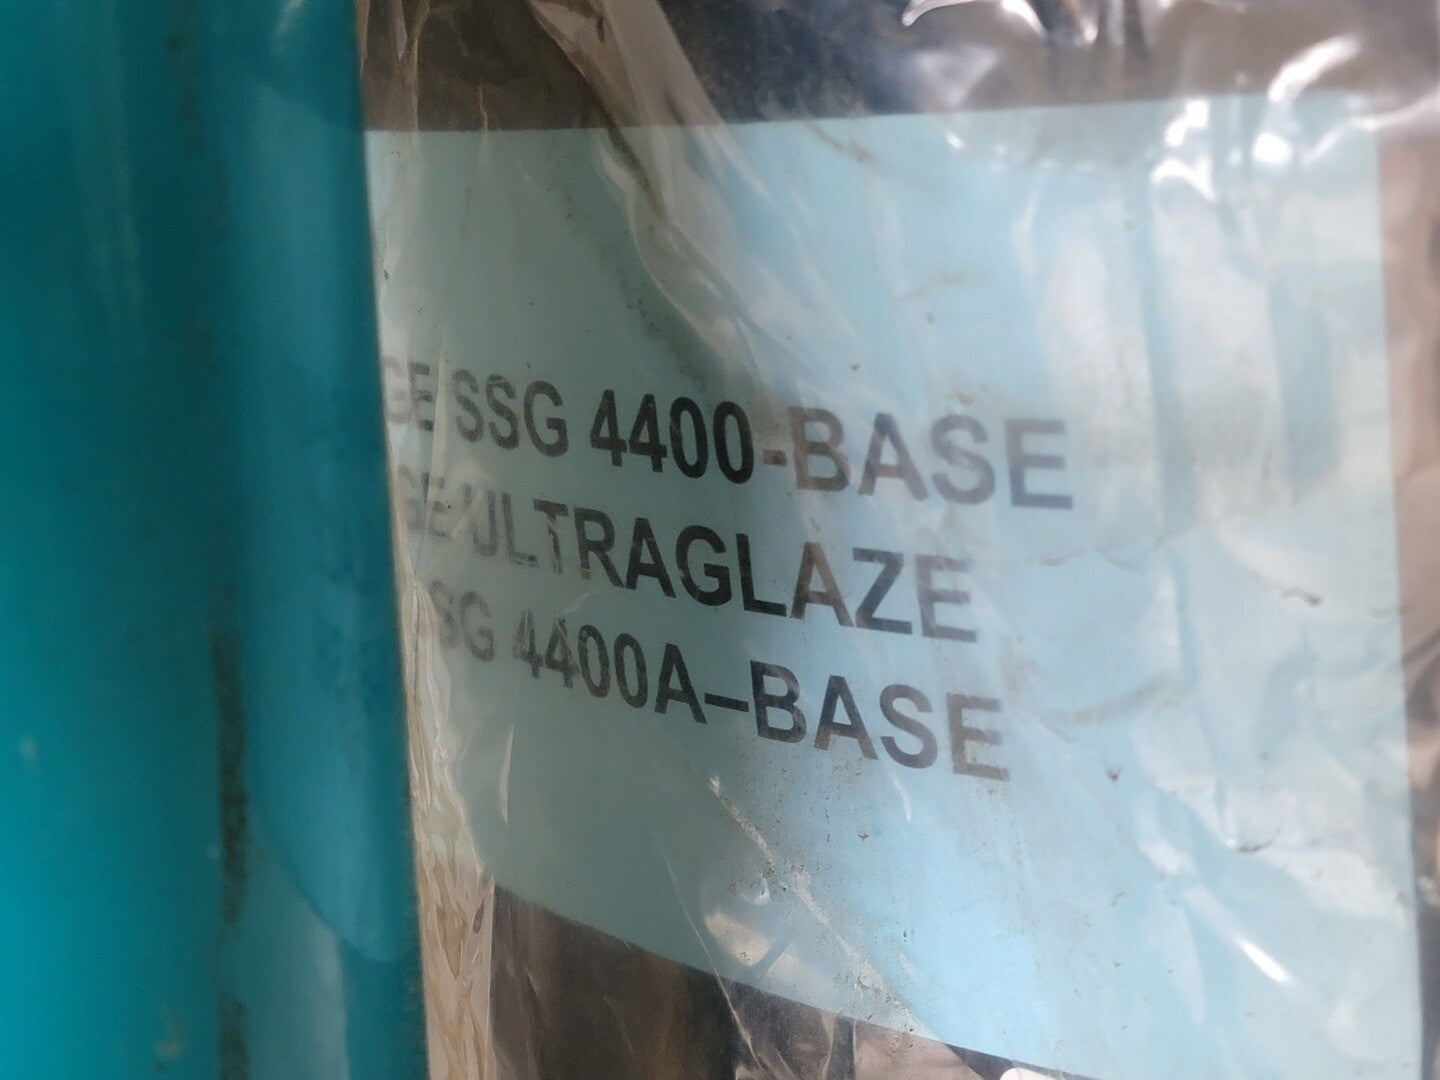 GE SSG 4400-BASE
GE ULTRAGLAZE
SSG 4400A–BASE